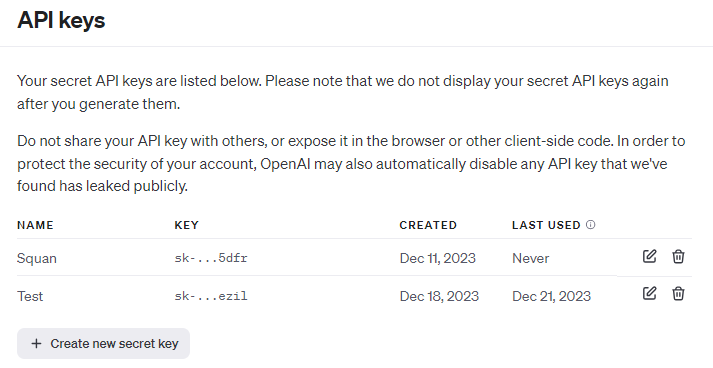 API keys
Your secret API keys are listed below. Please note that we do not display your secret API keys again
after you generate them.
Do not share your API key with others, or expose it in the browser or other client-side code. In order to
protect the security of your account, OpenAI may also automatically disable any API key that we've
found has leaked publicly.
NAME KEY CREATED LAST USED
Squan sk-...5dfr Dec 11, 2023 Never
Test sk-...ezil Dec 18, 2023 Dec 21, 2023
+ Create new secret key